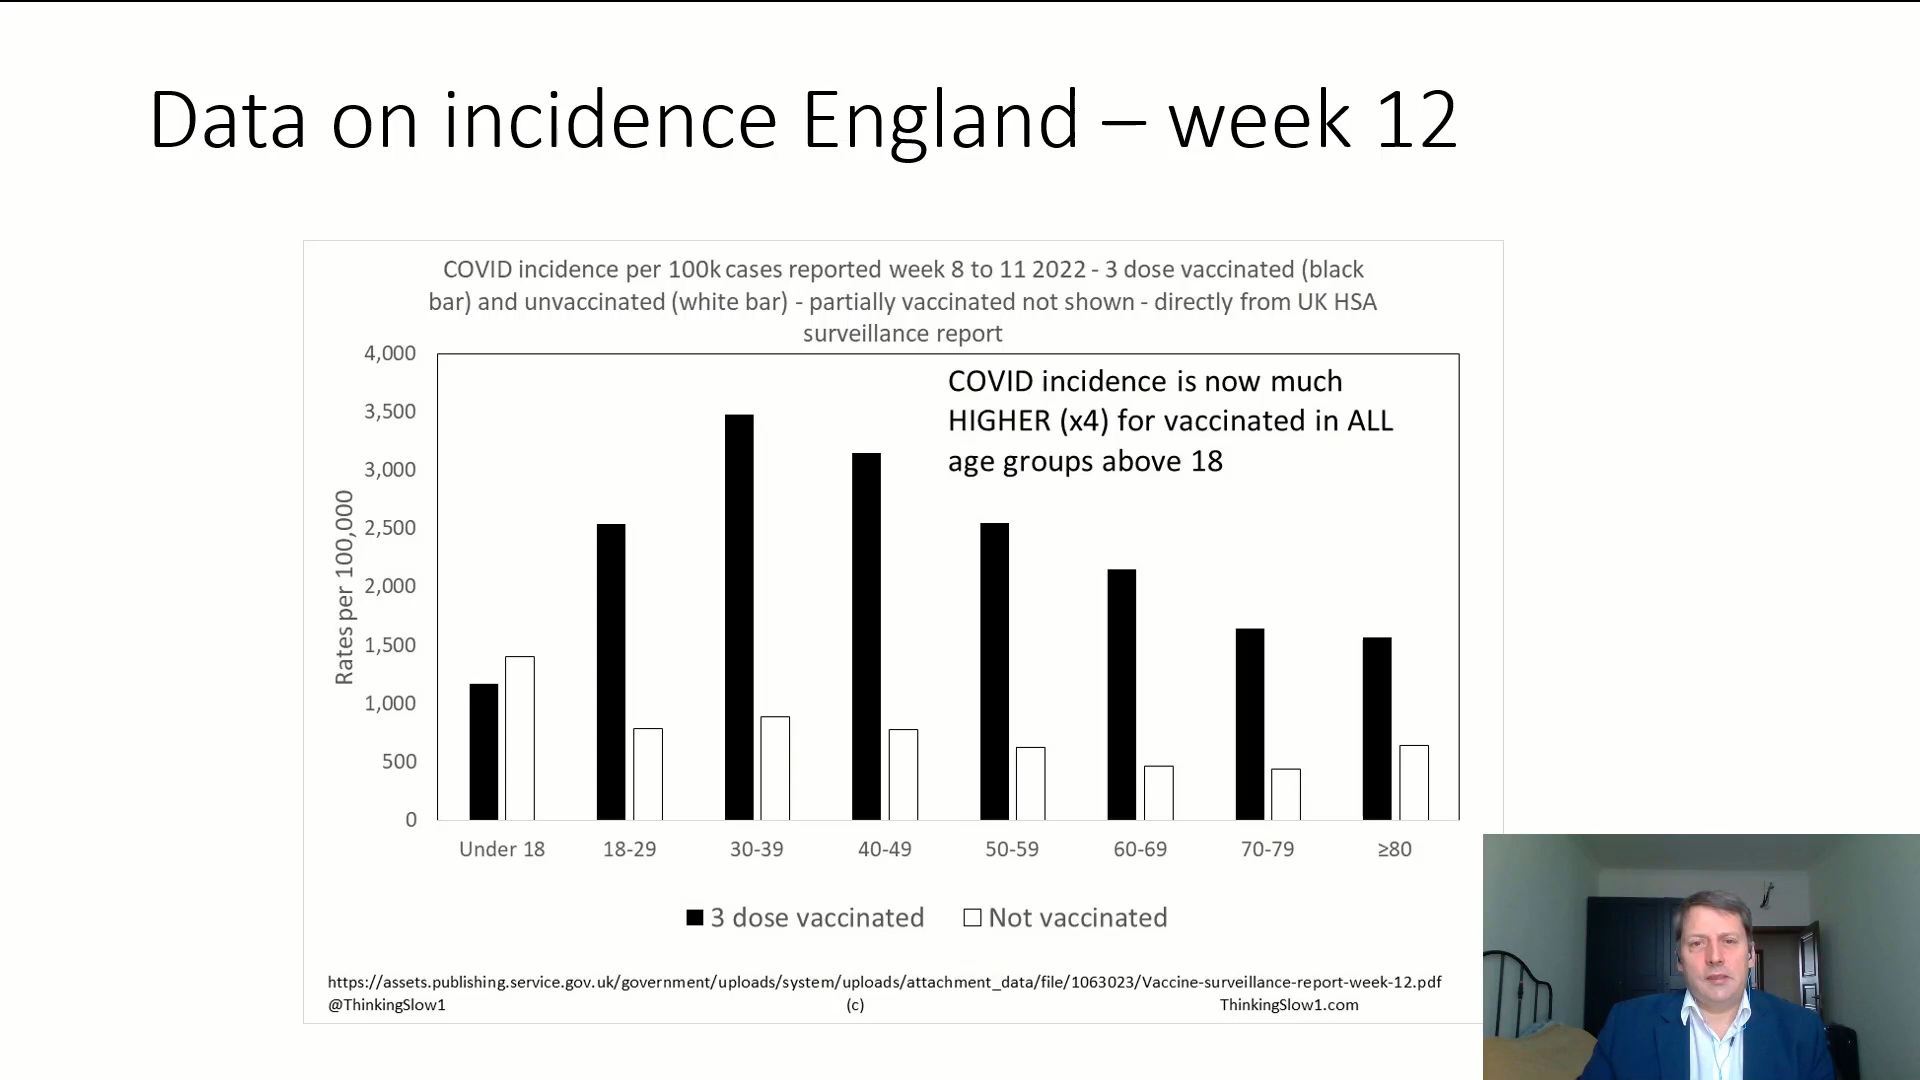 Data on incidence England – week 12
COVID incidence per 100k cases reported week 8 to 11 2022 - 3 dose vaccinated (black
bar) and unvaccinated (white bar) - partially vaccinated not shown - directly from UK HSA
surveillance report
COVID incidence is now much
HIGHER (x4) for vaccinated in ALL
age groups above 18
Rates per 100,000
4,000
3,500
3,000
2,500
2,000
1,500
1,000
500
0
Under 18 18-29 30-39 40-49 50-59 60-69 70-79 ≥80
3 dose vaccinated Not vaccinated
https://assets.publishing.service.gov.uk/government/uploads/system/uploads/attachment_data/file/1063023/Vaccine-surveillance-report-week-12.pdf
@ThinkingSlow1 (c) ThinkingSlow1.com